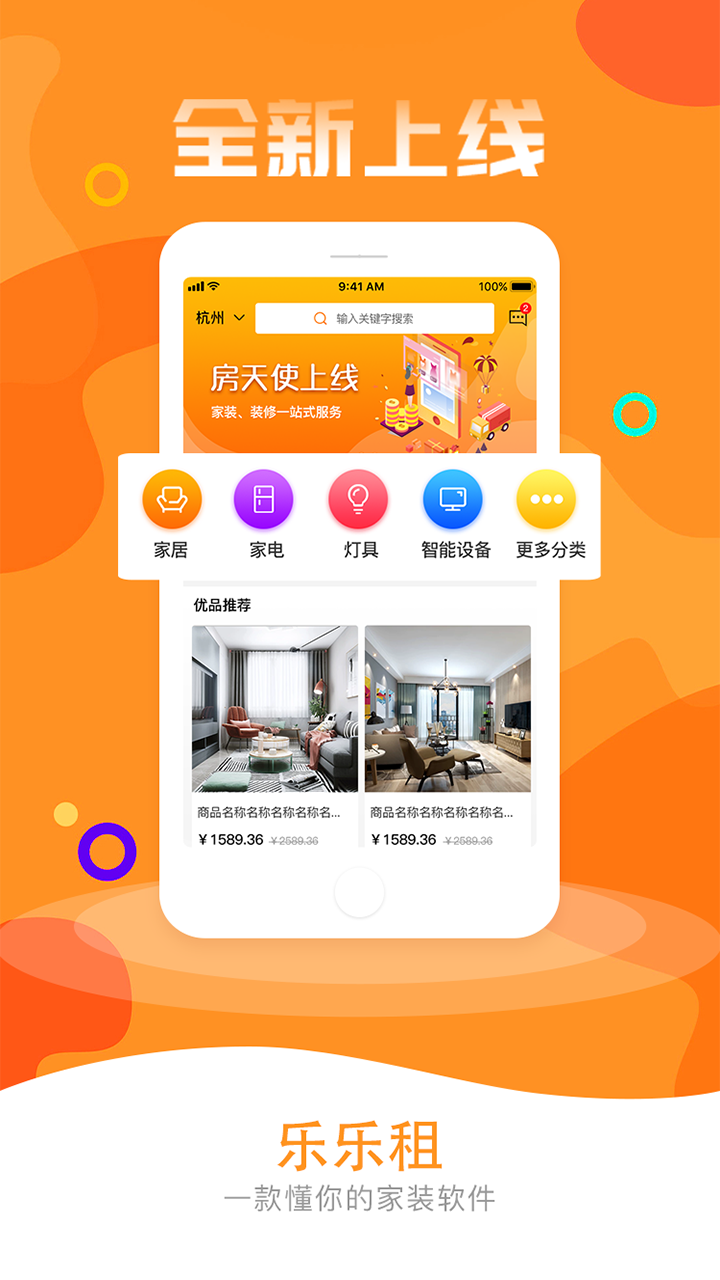 全新上线
9:41 AM 100%
杭州 输入关键字搜索 2
房天使上线
家装、装修一站式服务
家居 家电 灯具 智能设备 更多分类
优品推荐
商品名称名称名称名称名... 商品名称名称名称名称名...
￥1589.36 ￥2589.36 ￥1589.36 ￥2589.36
乐乐租
一款懂你的家装软件